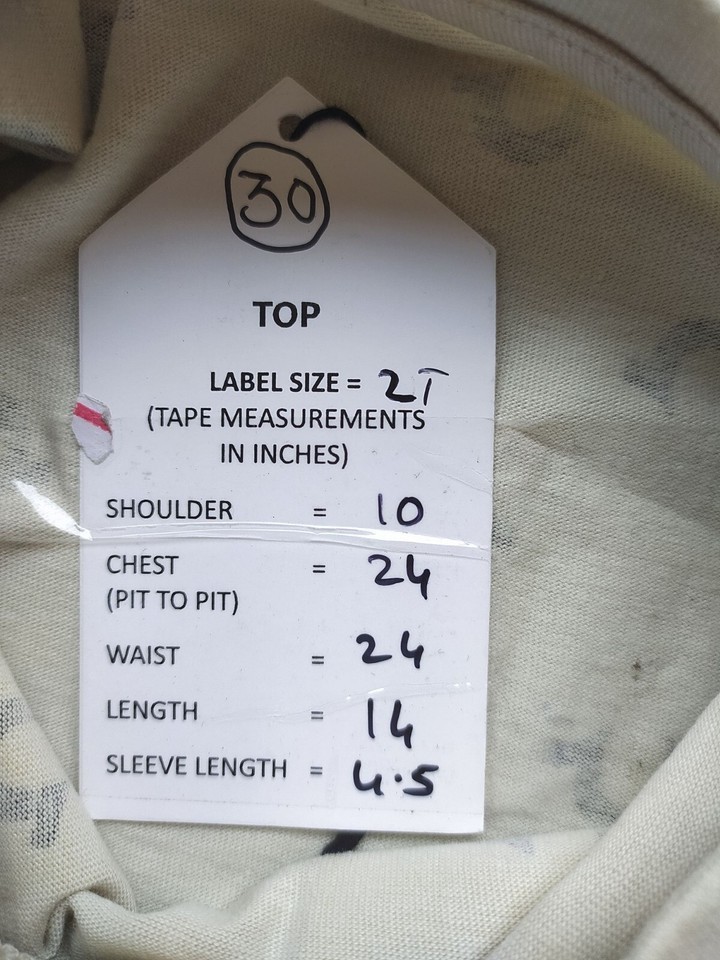 30
TOP
LABEL SIZE = 2T
(TAPE MEASUREMENTS
IN INCHES)
SHOULDER = 10
CHEST = 24
(PIT TO PIT)
WAIST = 24
LENGTH = 14
SLEEVE LENGTH = 4.5